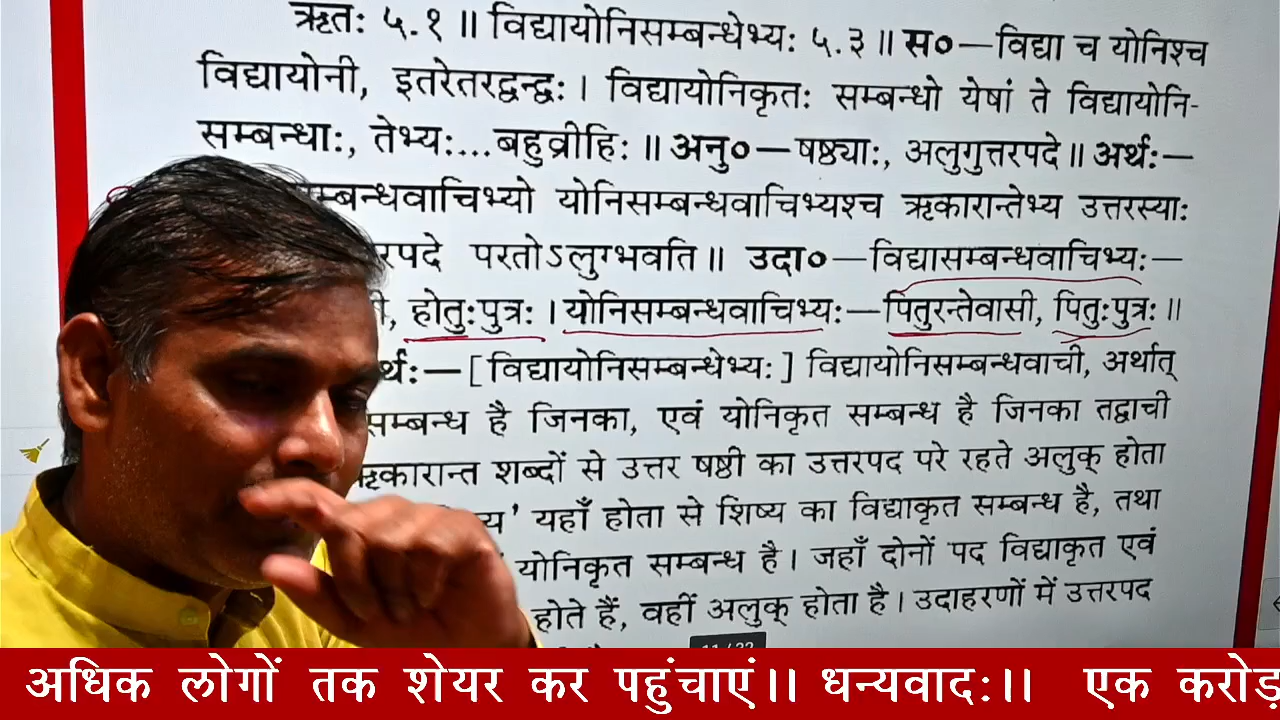 ऋतः ५.१ ॥ विद्यायोनिसम्बन्धेभ्यः ५.३ ॥ स०—विद्या च योनिश्च
विद्यायोनी, इतरेतरद्वन्द्वः । विद्यायोनिकृतः सम्बन्धो येषां ते विद्यायोनि-
सम्बन्धाः, तेभ्यः...बहुव्रीहिः ॥ अनु०—षष्ठ्याः, अलुगुत्तरपदे ॥ अर्थः—
म्बन्धवाचिभ्यो योनिसम्बन्धवाचिभ्यश्च ऋकारान्तेभ्य उत्तरस्याः
रपदे परतोऽलुग्भवति ॥ उदा०—विद्यासम्बन्धवाचिभ्यः—
होतुःपुत्रः । योनिसम्बन्धवाचिभ्यः—पितुरन्तेवासी, पितुःपुत्रः ॥
र्थः—[विद्यायोनिसम्बन्धेभ्यः] विद्यायोनिसम्बन्धवाची, अर्थात्
सम्बन्ध है जिनका, एवं योनिकृत सम्बन्ध है जिनका तद्वाची
ऋकारान्त शब्दों से उत्तर षष्ठी का उत्तरपद परे रहते अलुक् होता
य' यहाँ होता से शिष्य का विद्याकृत सम्बन्ध है, तथा
योनिकृत सम्बन्ध है । जहाँ दोनों पद विद्याकृत एवं
होते हैं, वहीं अलुक् होता है । उदाहरणों में उत्तरपद
अधिक लोगों तक शेयर कर पहुंचाएं।। धन्यवादः।। एक करोड़